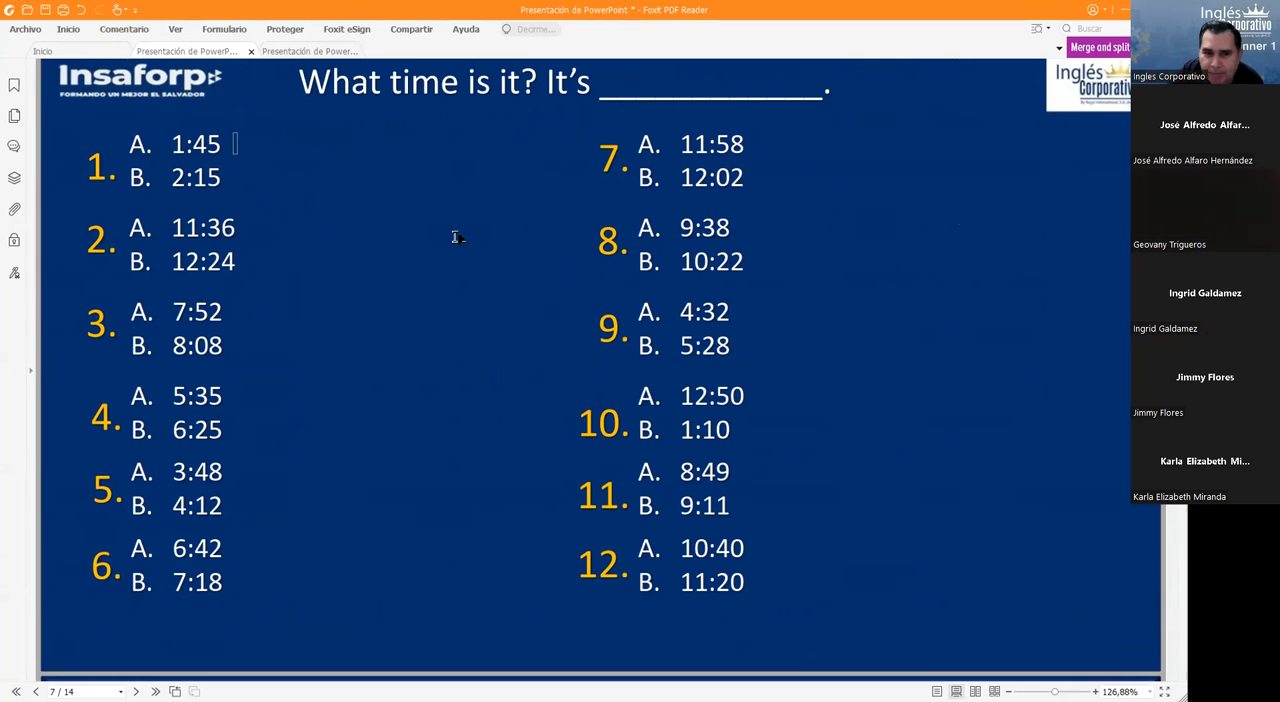 Presentación de PowerPoint * - Foxit PDF Reader
Archivo Inicio Comentario Ver Formulario Proteger Foxit eSign Compartir Ayuda Decirme... Buscar
Inicio Presentación de PowerP... × Presentación de Power... Merge and split
Insaforp
FORMANDO UN MEJOR EL SALVADOR
What time is it? It's _______________.
Inglés
Corporativo
1. A. 1:45
B. 2:15
2. A. 11:36
B. 12:24
3. A. 7:52
B. 8:08
4. A. 5:35
B. 6:25
5. A. 3:48
B. 4:12
6. A. 6:42
B. 7:18
7. A. 11:58
B. 12:02
8. A. 9:38
B. 10:22
9. A. 4:32
B. 5:28
10. A. 12:50
B. 1:10
11. A. 8:49
B. 9:11
12. A. 10:40
B. 11:20
Inglés
Corporativo
nner 1
Ingles Corporativo
José Alfredo Alfar...
José Alfredo Alfaro Hernández
Geovany Trigueros
Ingrid Galdamez
Ingrid Galdamez
Jimmy Flores
Jimmy Flores
Karla Elizabeth Mi...
Karla Elizabeth Miranda
7 / 14
126,88%